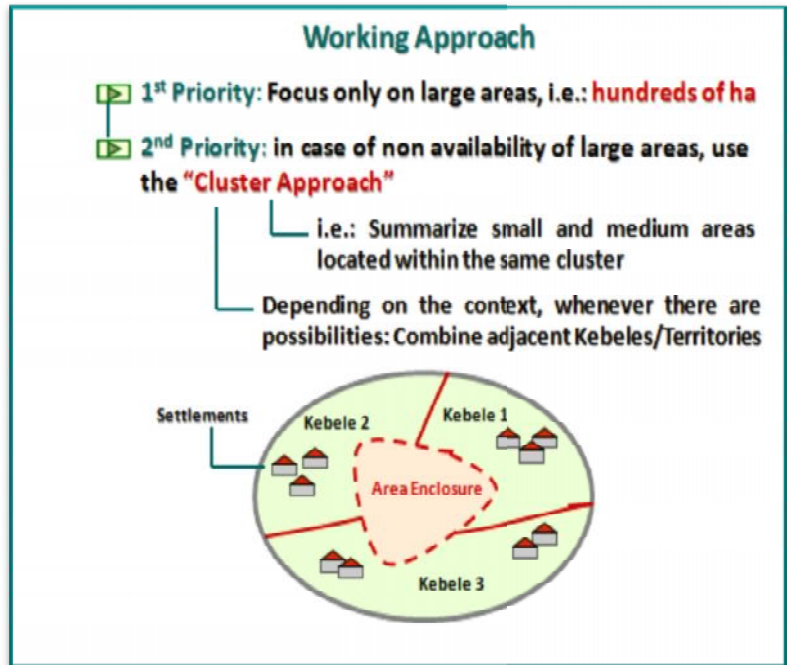 Working Approach
1st Priority: Focus only on large areas, i.e.: hundreds of ha
2nd Priority: in case of non availability of large areas, use
the “Cluster Approach”
i.e.: Summarize small and medium areas
located within the same cluster
Depending on the context, whenever there are
possibilities: Combine adjacent Kebeles/Territories
Settlements
Kebele 2
Kebele 1
Area Enclosure
Kebele 3